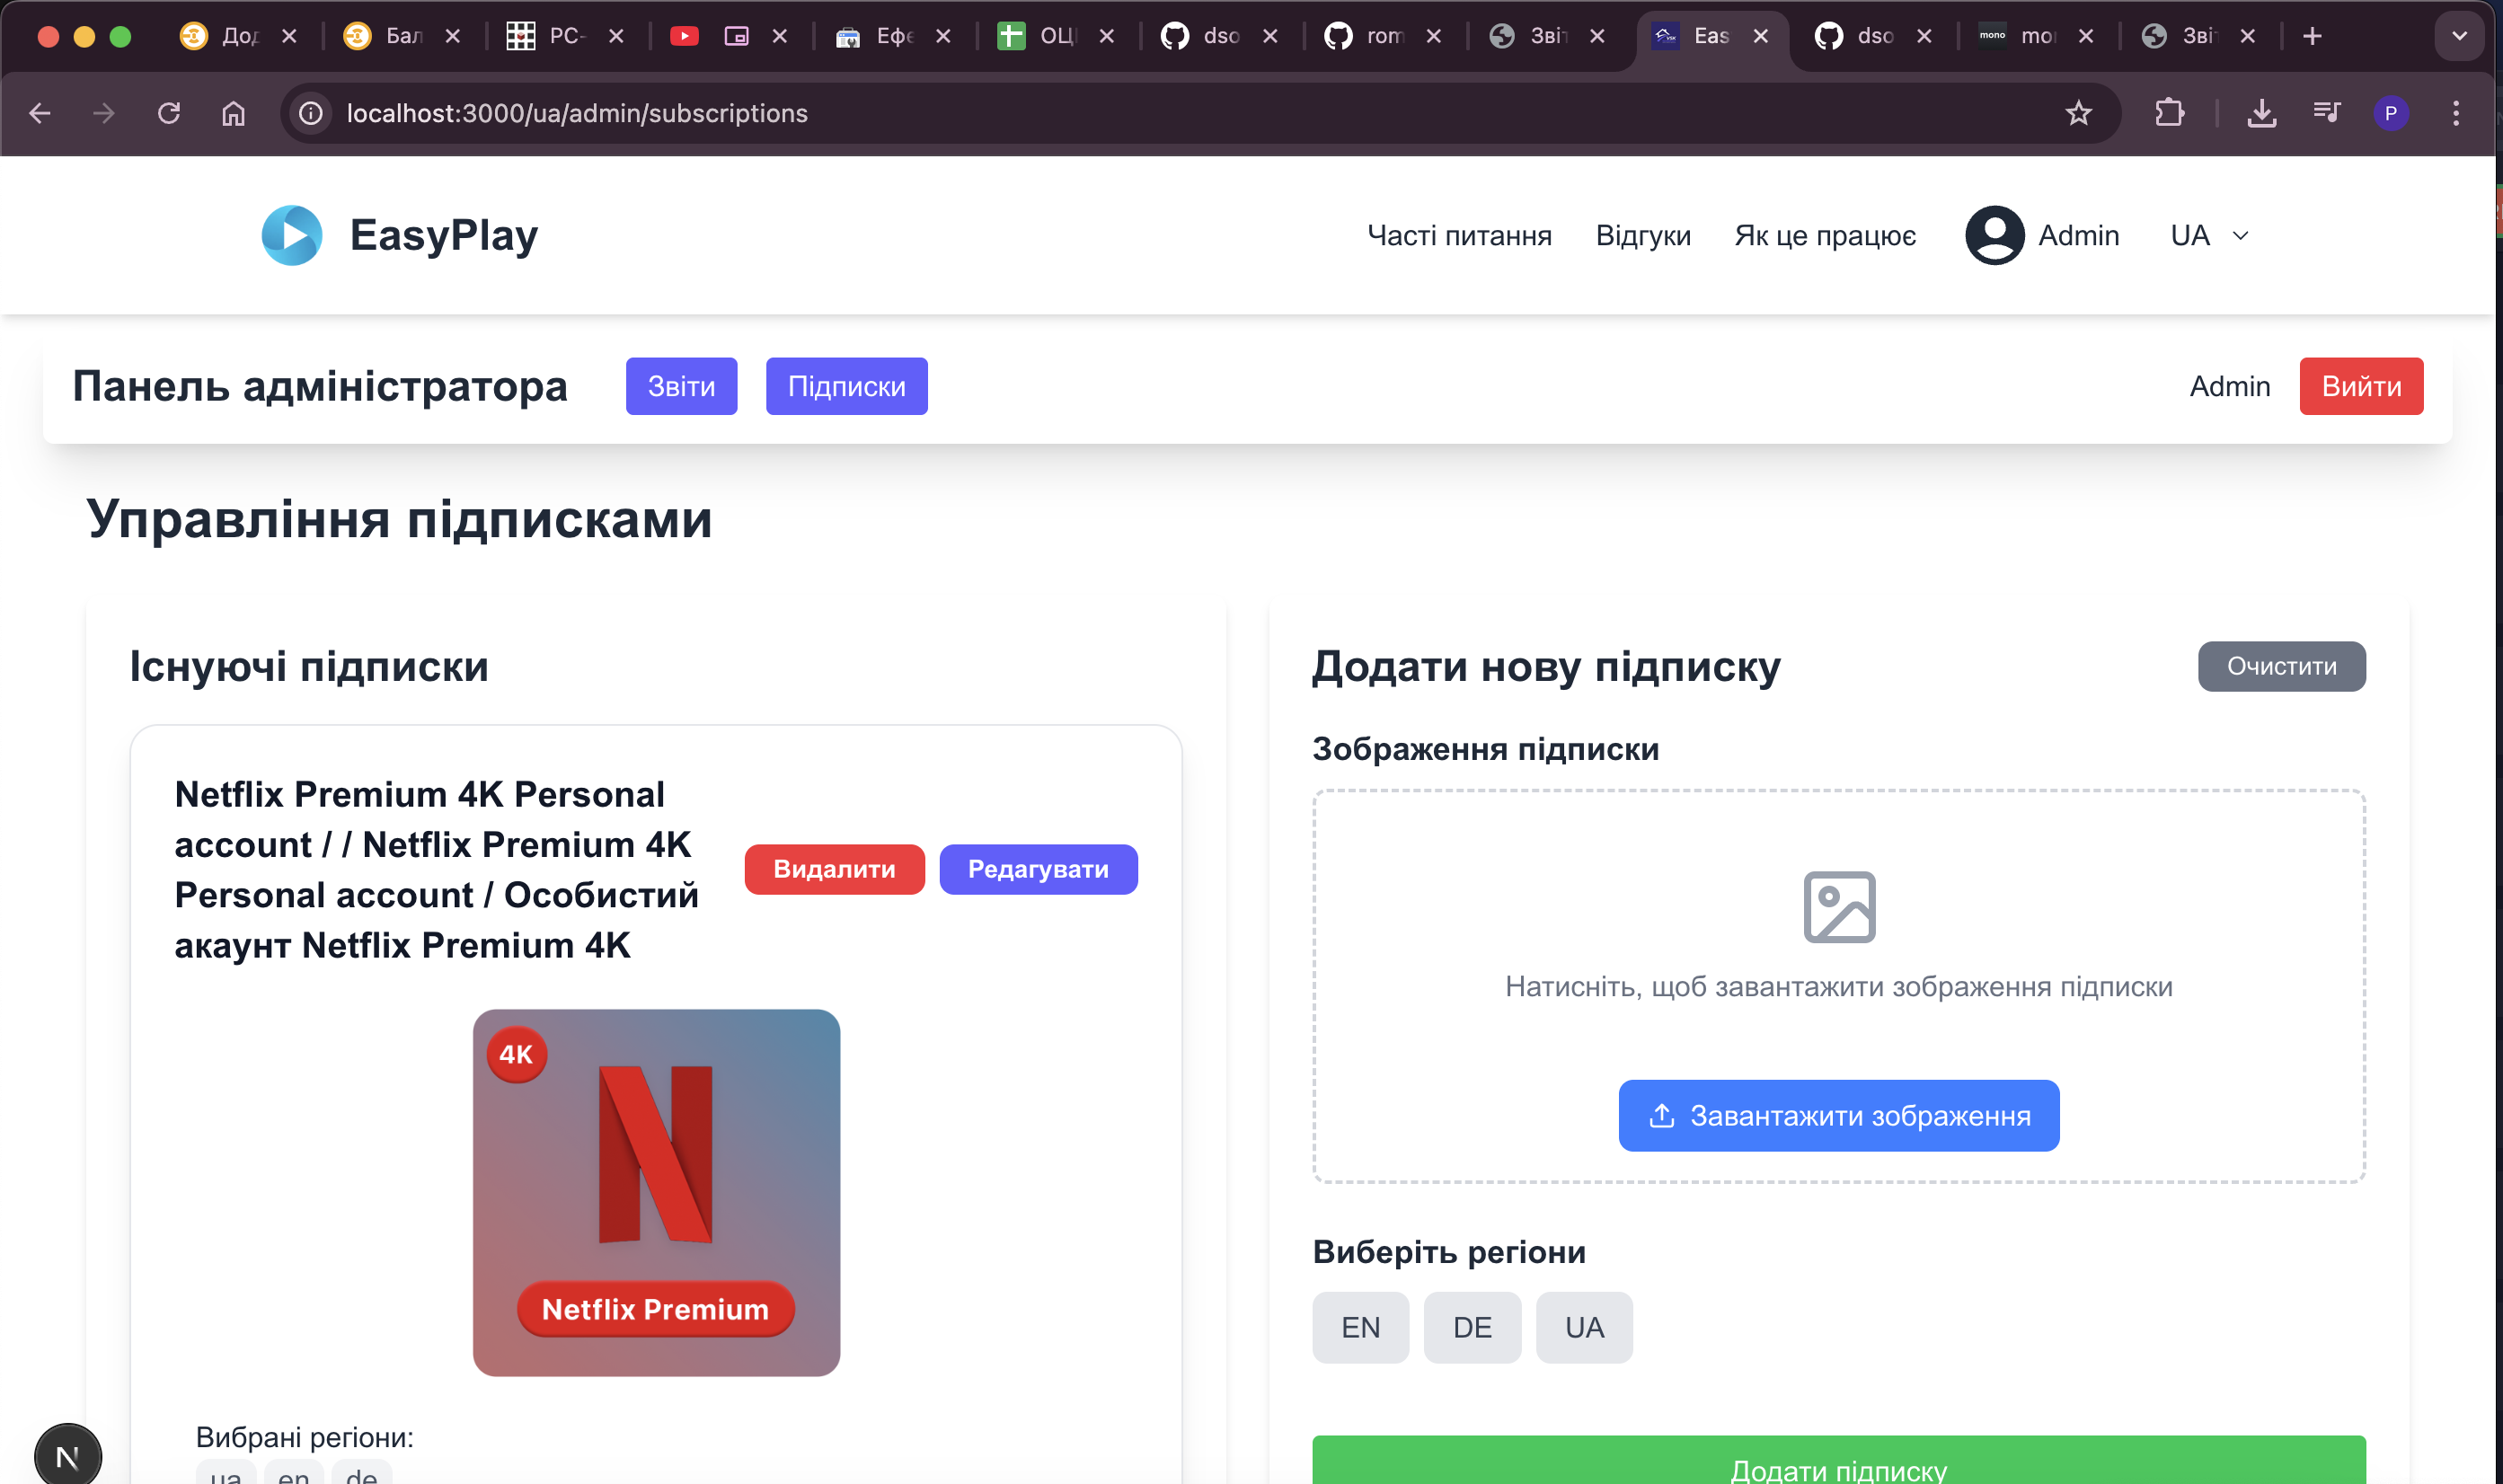 Дод
Бал
PC-
Ефе
ОЦ
dso
rom
Звіт
Eas
dso
mono
mo
Звіт
localhost:3000/ua/admin/subscriptions
P
EasyPlay
Часті питання
Відгуки
Як це працює
Admin
UA
Панель адміністратора
Звіти
Підписки
Admin
Вийти
Управління підписками
Існуючі підписки
Netflix Premium 4K Personal
account / / Netflix Premium 4K
Personal account / Особистий
акаунт Netflix Premium 4K
Видалити
Редагувати
4K
N
Netflix Premium
Вибрані регіони:
ua en de
N
Додати нову підписку
Очистити
Зображення підписки
Натисніть, щоб завантажити зображення підписки
Завантажити зображення
Виберіть регіони
EN DE UA
Додати підписку